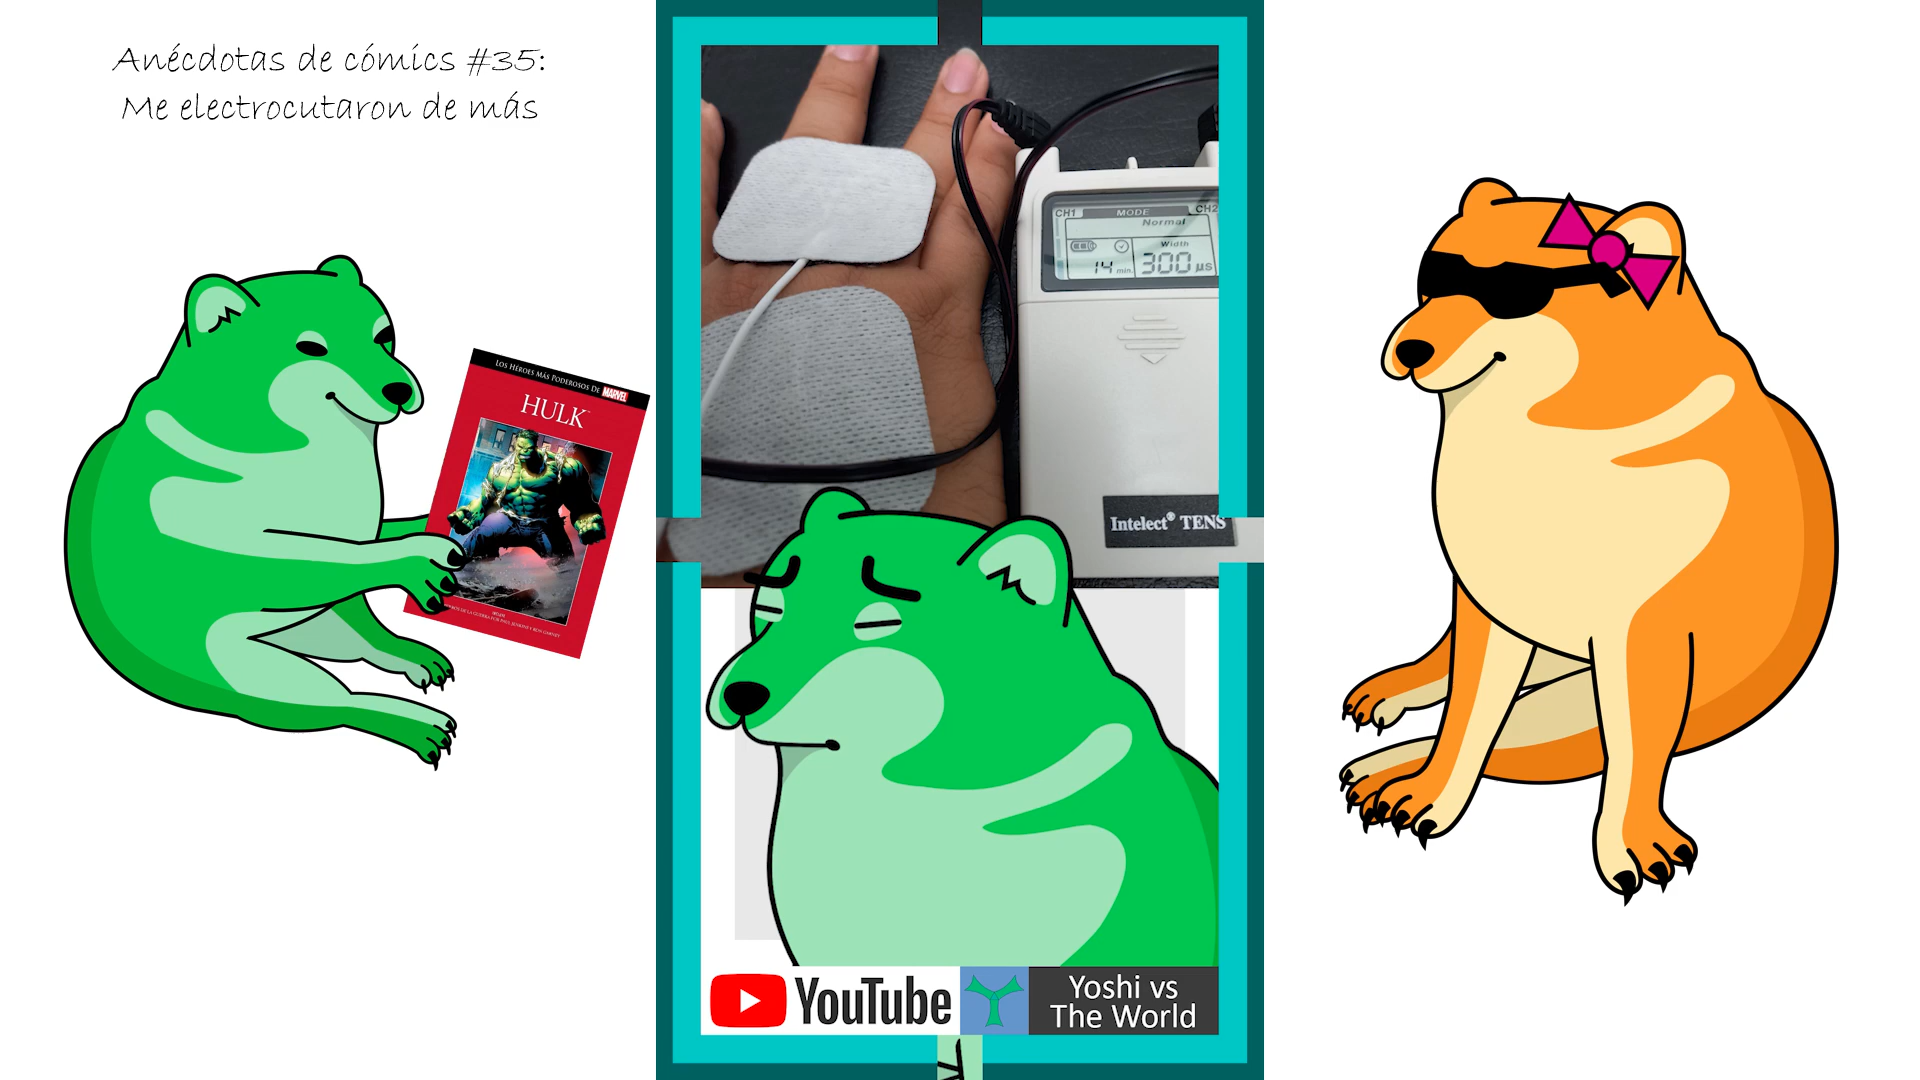 Anécdotas de cómics #35:
Me electrocutaron de más
LOS HÉROES MÁS PODEROSOS DE MARVEL
HULK
CH1 MODE CH2
Normal
Width
14 min. 300 µs
Intelect® TENS
YouTube
Yoshi vs
The World